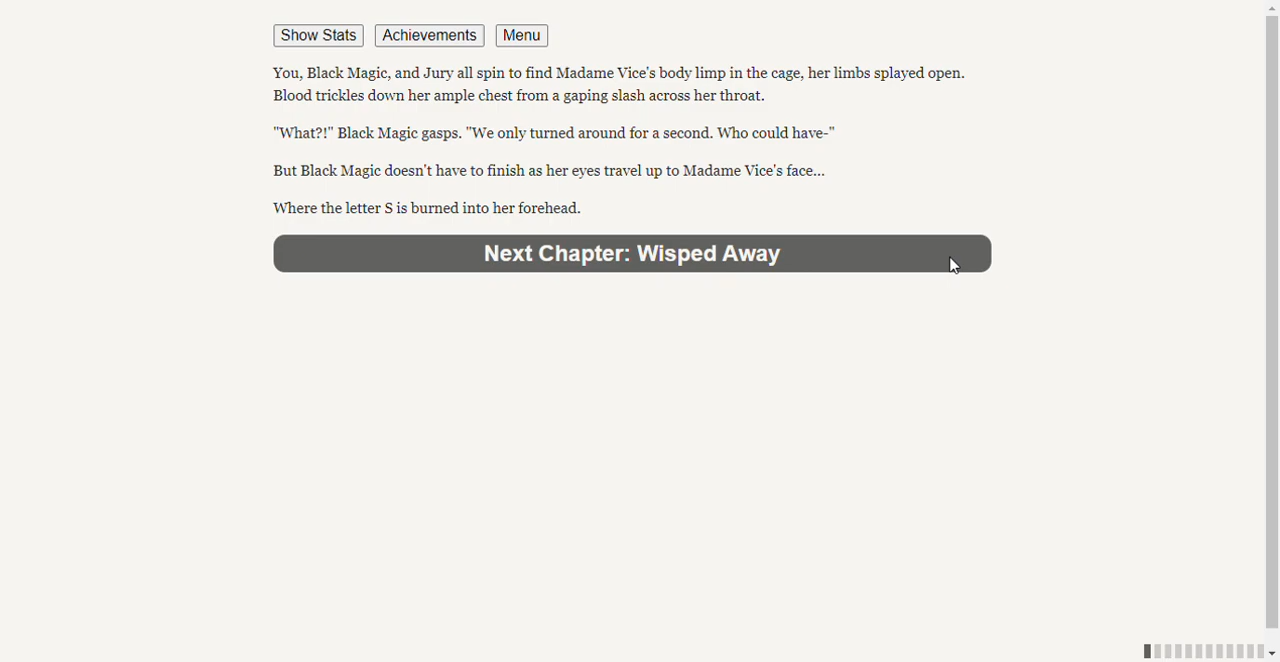 Show Stats Achievements Menu
You, Black Magic, and Jury all spin to find Madame Vice's body limp in the cage, her limbs splayed open.
Blood trickles down her ample chest from a gaping slash across her throat.
"What?!" Black Magic gasps. "We only turned around for a second. Who could have-"
But Black Magic doesn't have to finish as her eyes travel up to Madame Vice's face...
Where the letter S is burned into her forehead.
Next Chapter: Wisped Away